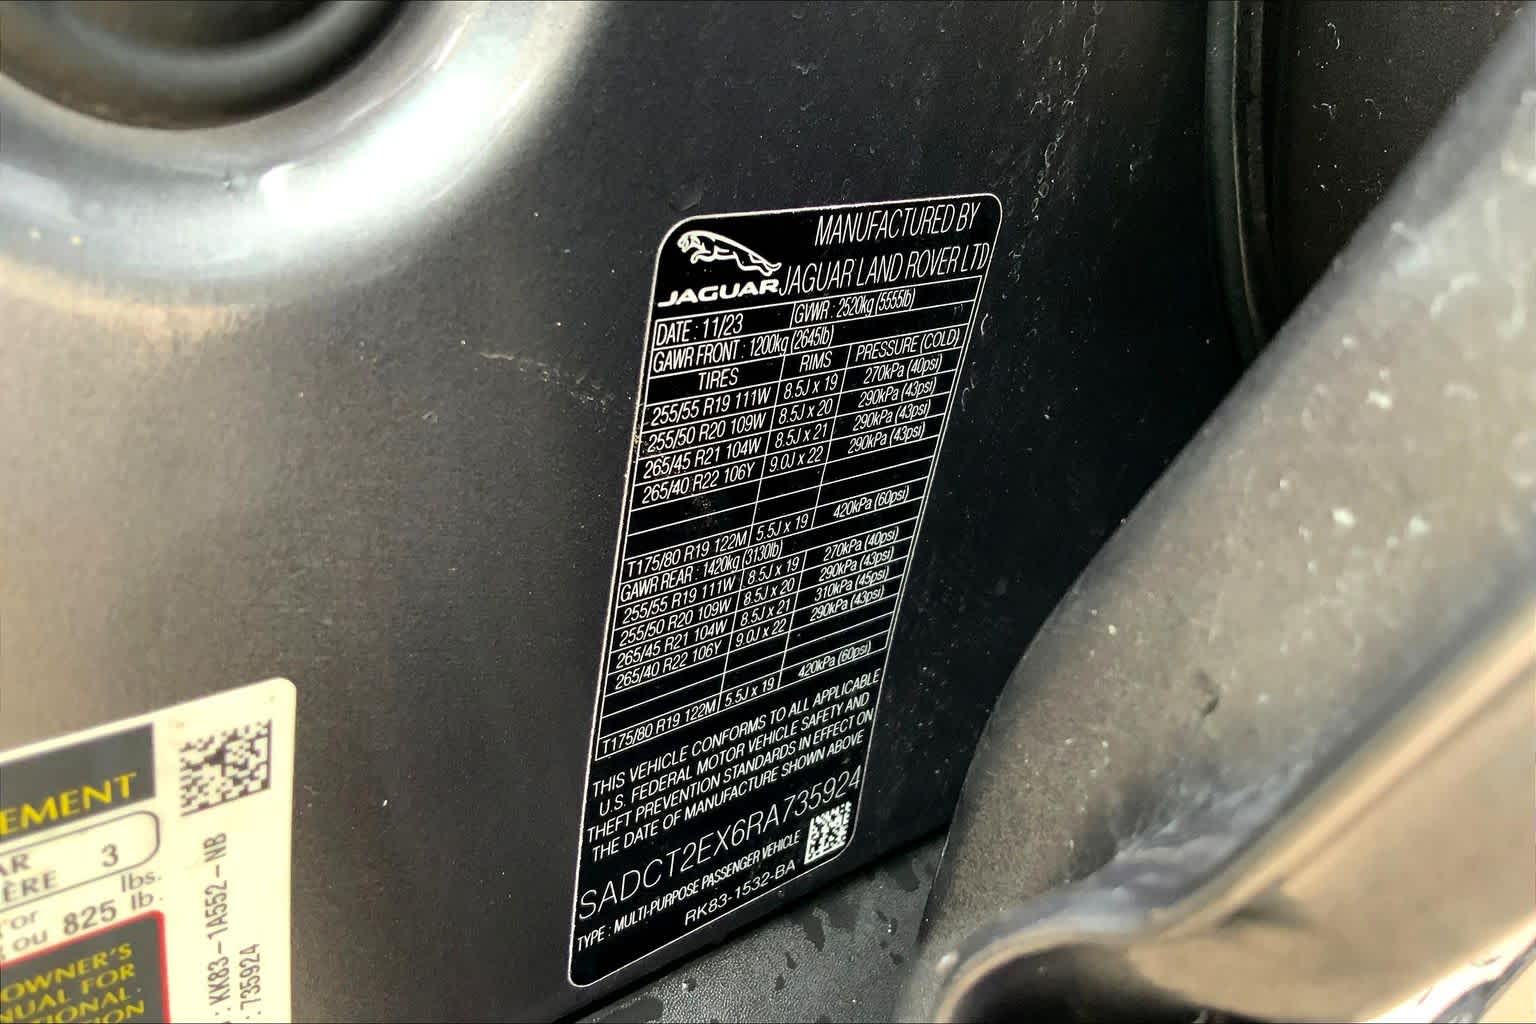 MANUFACTURED BY
JAGUAR JAGUAR LAND ROVER LTD
DATE : 11/23 GVWR : 2520kg (5555lb)
GAWR FRONT : 1200kg (2645lb)
TIRES RIMS PRESSURE (COLD)
255/55 R19 111W 8.5J x 19 270kPa (40psi)
255/50 R20 109W 8.5J x 20 290kPa (43psi)
265/45 R21 104W 8.5J x 21 290kPa (43psi)
265/40 R22 106Y 9.0J x 22 290kPa (43psi)
T175/80 R19 122M 5.5J x 19 420kPa (60psi)
GAWR REAR : 1420kg (3130lb)
255/55 R19 111W 8.5J x 19 270kPa (40psi)
255/50 R20 109W 8.5J x 20 290kPa (43psi)
265/45 R21 104W 8.5J x 21 310kPa (45psi)
265/40 R22 106Y 9.0J x 22 290kPa (43psi)
T175/80 R19 122M 5.5J x 19 420kPa (60psi)
THIS VEHICLE CONFORMS TO ALL APPLICABLE
U.S. FEDERAL MOTOR VEHICLE SAFETY AND
THEFT PREVENTION STANDARDS IN EFFECT ON
THE DATE OF MANUFACTURE SHOWN ABOVE
SADCT2EX6RA735924
TYPE : MULTI-PURPOSE PASSENGER VEHICLE
RK83-1532-BA
EMENT
AR 3
ÈRE
or lbs.
ou 825 lb.
OWNER'S
NUAL FOR
TIONAL
TION
: KK83-1A552-NB
: 735924